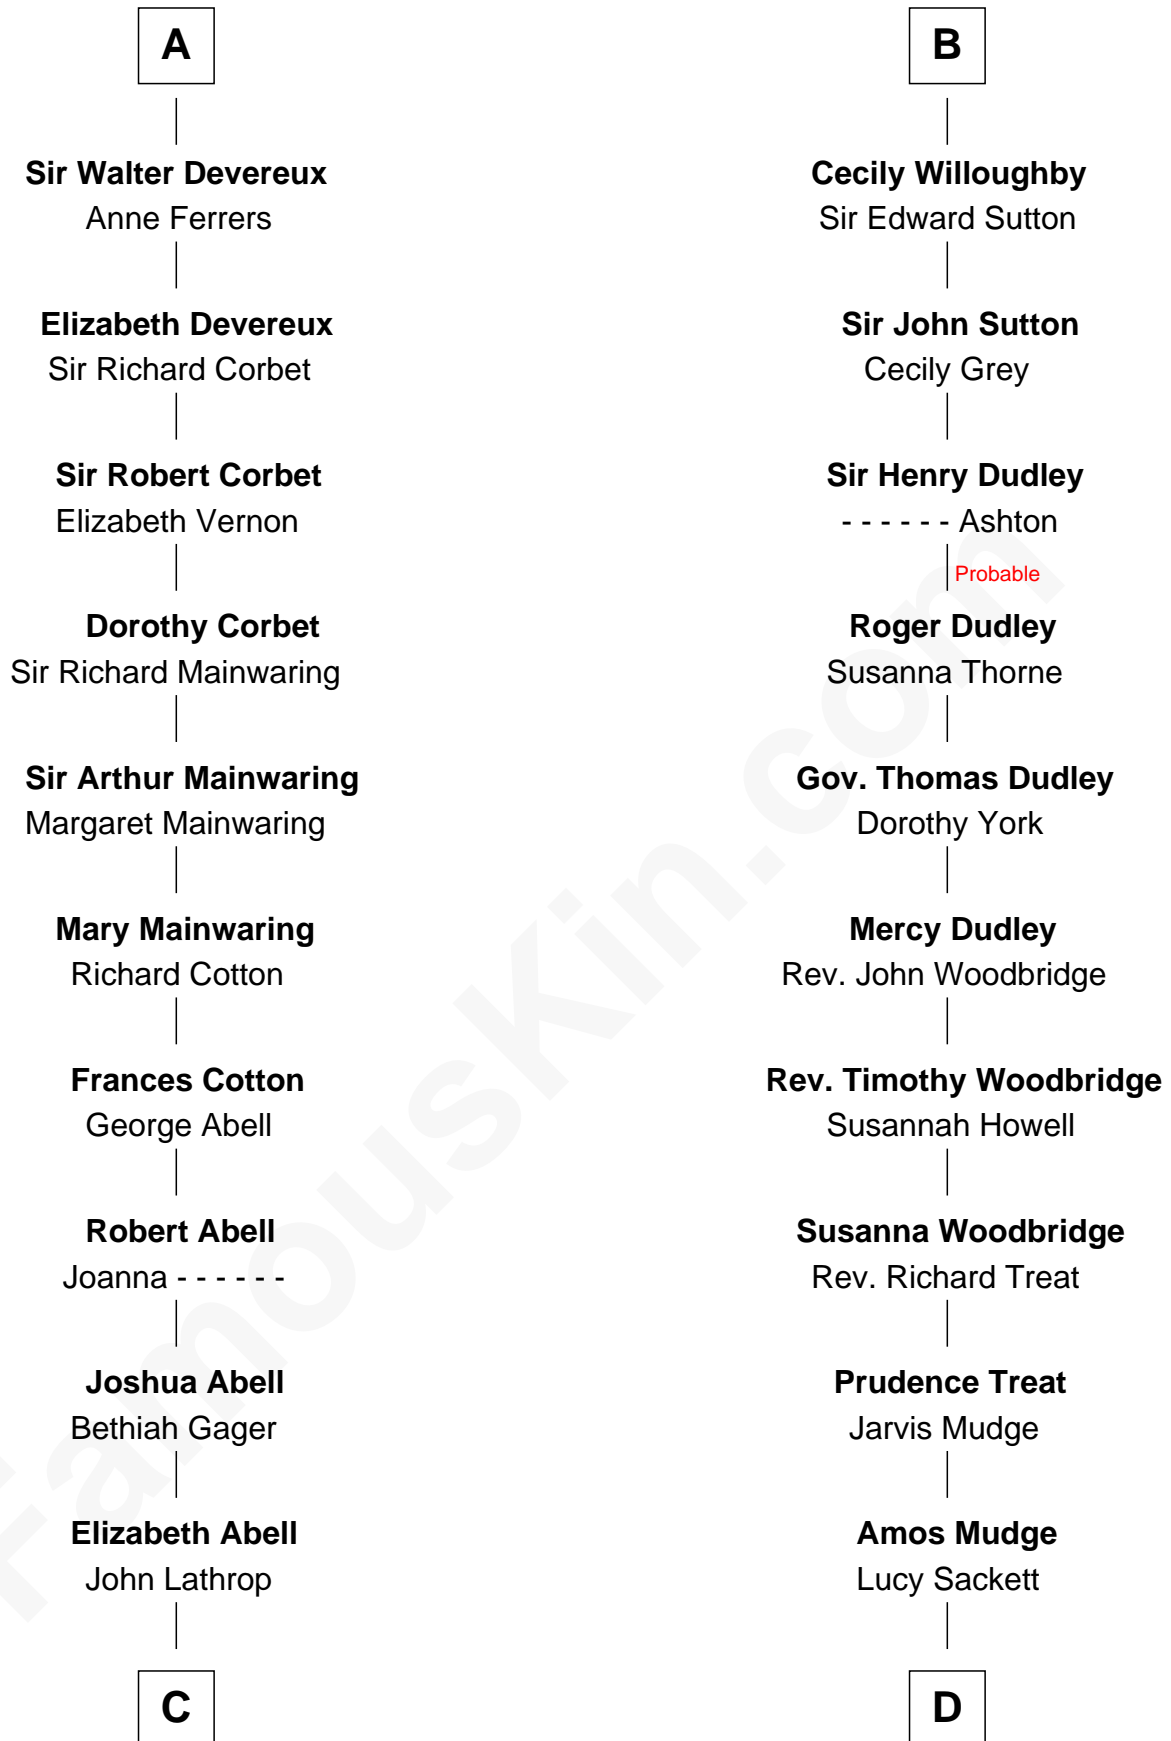 A
Sir Walter Devereux
Anne Ferrers
Elizabeth Devereux
Sir Richard Corbet
Sir Robert Corbet
Elizabeth Vernon
Dorothy Corbet
Sir Richard Mainwaring
Sir Arthur Mainwaring
Margaret Mainwaring
Mary Mainwaring
Richard Cotton
Frances Cotton
George Abell
Robert Abell
Joanna - - - - - -
Joshua Abell
Bethiah Gager
Elizabeth Abell
John Lathrop
C
B
Cecily Willoughby
Sir Edward Sutton
Sir John Sutton
Cecily Grey
Sir Henry Dudley
- - - - - - Ashton
Probable
Roger Dudley
Susanna Thorne
Gov. Thomas Dudley
Dorothy York
Mercy Dudley
Rev. John Woodbridge
Rev. Timothy Woodbridge
Susannah Howell
Susanna Woodbridge
Rev. Richard Treat
Prudence Treat
Jarvis Mudge
Amos Mudge
Lucy Sackett
D
FamousKin.com